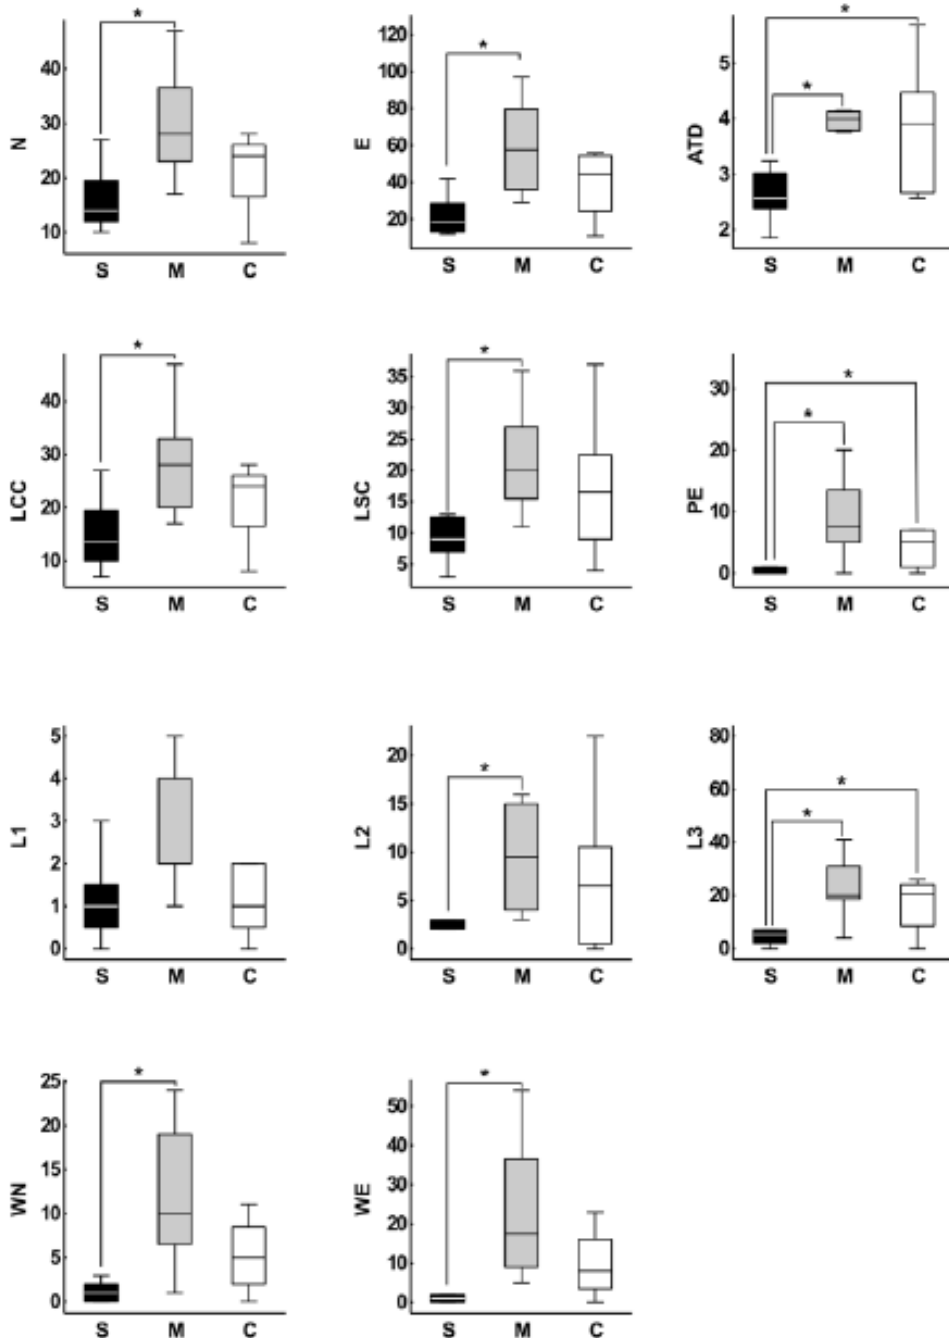 * * * *
N 40 30 20 10 S M C
E 120 100 80 60 40 20 S M C
ATD 5 4 3 2 S M C
* * * *
LCC 40 30 20 10 S M C
LSC 35 30 25 20 15 10 5 S M C
PE 30 20 10 0 S M C
L1 5 4 3 2 1 0 S M C
* * *
L2 20 15 10 5 0 S M C
L3 80 60 40 20 0 S M C
* *
WN 25 20 15 10 5 0 S M C
WE 50 40 30 20 10 0 S M C